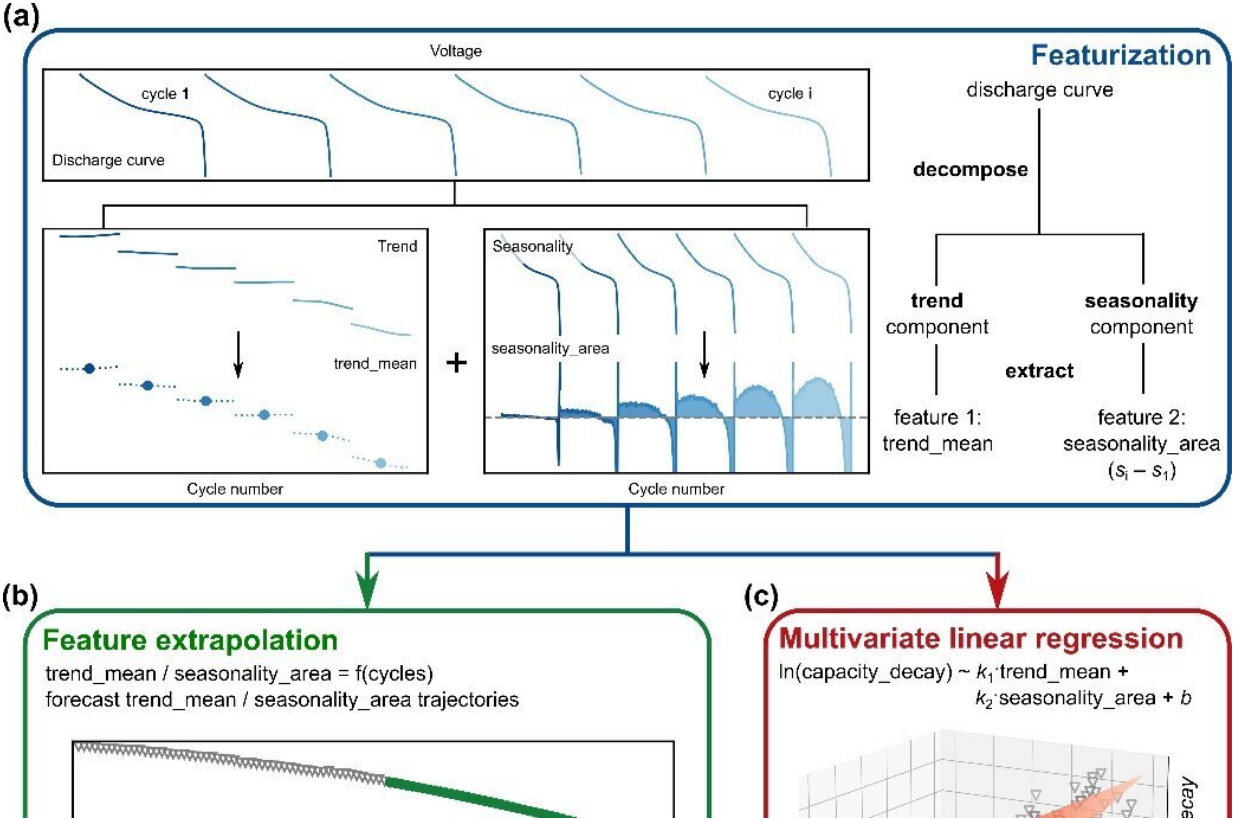 (a)
Featurization
Voltage
cycle 1
cycle i
Discharge curve
discharge curve
decompose
Trend
trend_mean
Cycle number
+
Seasonality
seasonality_area
Cycle number
trend
component
seasonality
component
extract
feature 1:
trend_mean
feature 2:
seasonality_area
(si – s1)
(b)
Feature extrapolation
trend_mean / seasonality_area = f(cycles)
forecast trend_mean / seasonality_area trajectories
(c)
Multivariate linear regression
ln(capacity_decay) ~ k1·trend_mean +
k2·seasonality_area + b